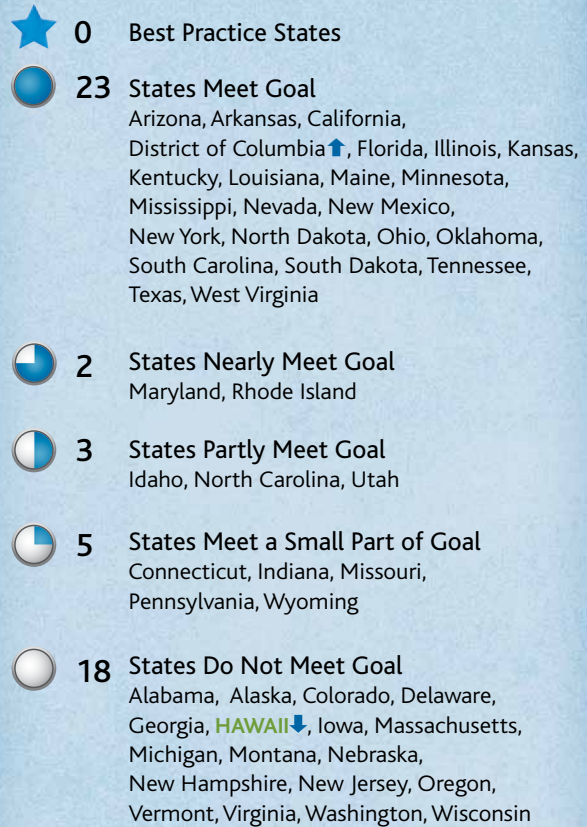 0 Best Practice States
23 States Meet Goal
Arizona, Arkansas, California,
District of Columbia⬆, Florida, Illinois, Kansas,
Kentucky, Louisiana, Maine, Minnesota,
Mississippi, Nevada, New Mexico,
New York, North Dakota, Ohio, Oklahoma,
South Carolina, South Dakota, Tennessee,
Texas, West Virginia
2 States Nearly Meet Goal
Maryland, Rhode Island
3 States Partly Meet Goal
Idaho, North Carolina, Utah
5 States Meet a Small Part of Goal
Connecticut, Indiana, Missouri,
Pennsylvania, Wyoming
18 States Do Not Meet Goal
Alabama, Alaska, Colorado, Delaware,
Georgia, HAWAII⬇, Iowa, Massachusetts,
Michigan, Montana, Nebraska,
New Hampshire, New Jersey, Oregon,
Vermont, Virginia, Washington, Wisconsin